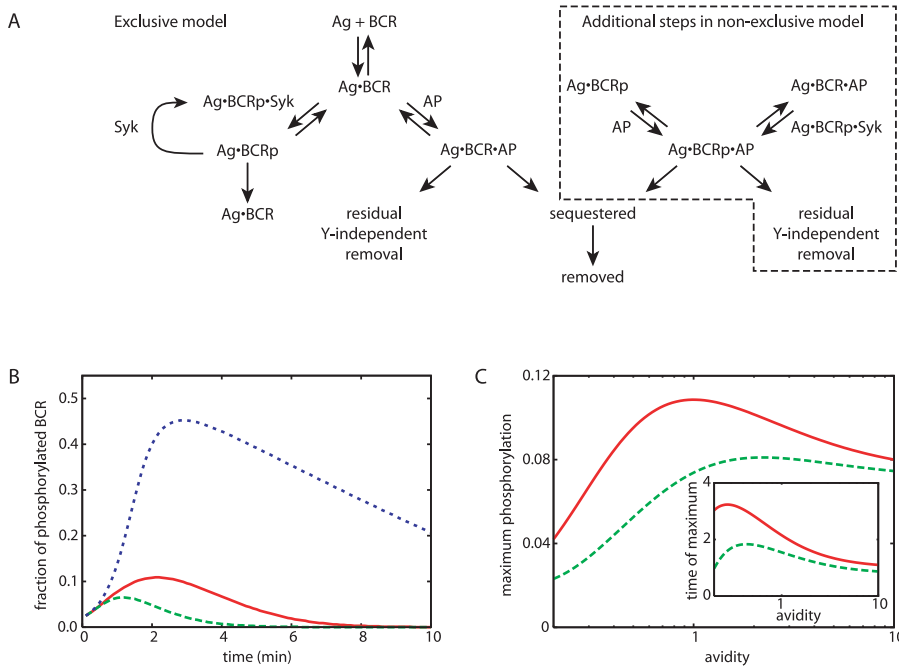 A
Exclusive model
Ag + BCR
Additional steps in non-exclusive model
Ag•BCR
Ag•BCRp•Syk
AP
Syk
Ag•BCRp
Ag•BCR•AP
Ag•BCR
residual
Y-independent
removal
sequestered
removed
Ag•BCRp
Ag•BCR•AP
AP
Ag•BCRp•Syk
Ag•BCRp•AP
residual
Y-independent
removal
B
fraction of phosphorylated BCR
0.5
0.4
0.3
0.2
0.1
0.0
0
2
4
6
8
10
time (min)
C
maximum phosphorylation
0.12
0.08
0.04
0
1
10
avidity
time of maximum
4
2
0
1
10
avidity